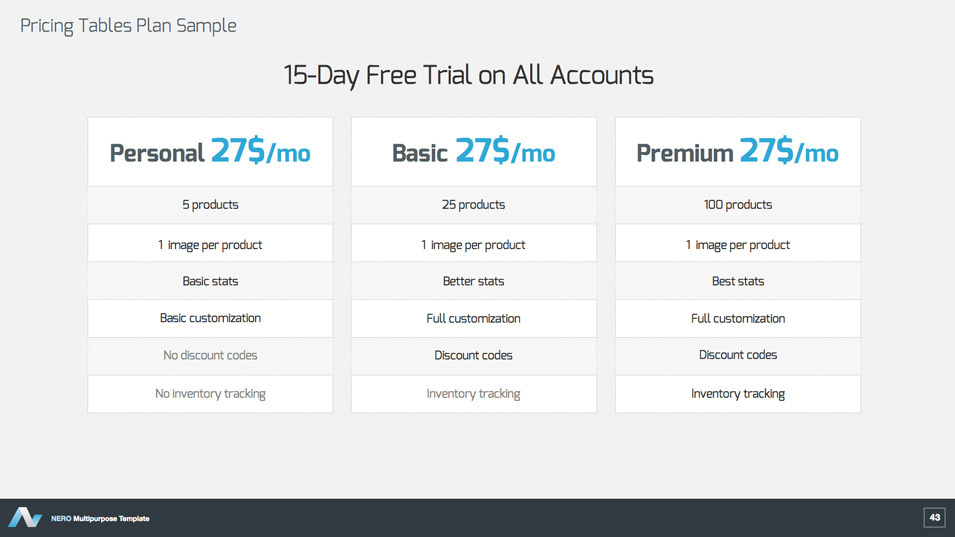 Pricing Tables Plan Sample
15-Day Free Trial on All Accounts
Personal 27$/mo
5 products
1 image per product
Basic stats
Basic customization
No discount codes
No inventory tracking
Basic 27$/mo
25 products
1 image per product
Better stats
Full customization
Discount codes
Inventory tracking
Premium 27$/mo
100 products
1 image per product
Best stats
Full customization
Discount codes
Inventory tracking
NERO Multipurpose Template
43